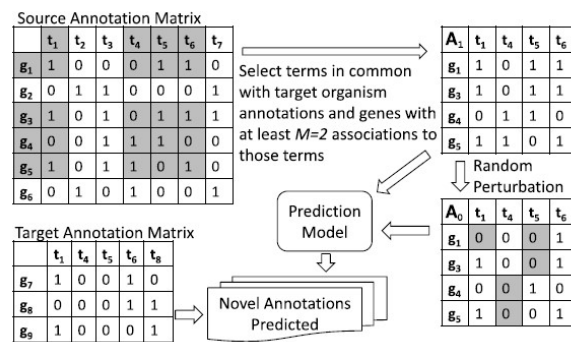 Source Annotation Matrix
t₁ t₂ t₃ t₄ t₅ t₆ t₇
g₁ 1 0 0 0 1 1 0
g₂ 0 1 1 0 0 0 1
g₃ 1 0 1 0 1 1 0
g₄ 0 0 1 1 1 0 0
g₅ 1 0 1 1 0 1 0
g₆ 0 1 0 1 0 0 1
Select terms in common
with target organism
annotations and genes with
at least M=2 associations to
those terms
A₁ t₁ t₄ t₅ t₆
g₁ 1 0 1 1
g₃ 1 0 1 1
g₄ 0 1 1 0
g₅ 1 1 0 1
Random
Perturbation
A₀ t₁ t₄ t₅ t₆
g₁ 0 0 0 1
g₃ 1 0 0 1
g₄ 0 0 1 0
g₅ 1 0 0 1
Prediction
Model
Target Annotation Matrix
t₁ t₄ t₅ t₆ t₈
g₇ 1 0 0 1 0
g₈ 0 0 0 1 1
g₉ 1 0 0 0 1
Novel Annotations
Predicted